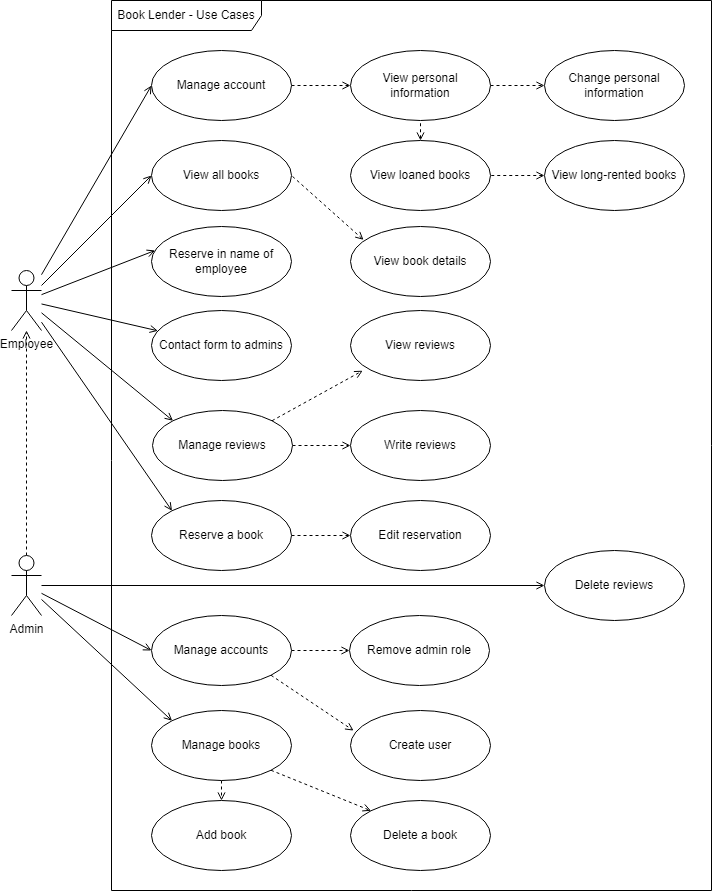 Book Lender - Use Cases
Manage account
View personal
information
Change personal
information
View all books
View loaned books
View long-rented books
Reserve in name of
employee
View book details
Employee
Contact form to admins
View reviews
Manage reviews
Write reviews
Reserve a book
Edit reservation
Delete reviews
Admin
Manage accounts
Remove admin role
Manage books
Create user
Add book
Delete a book